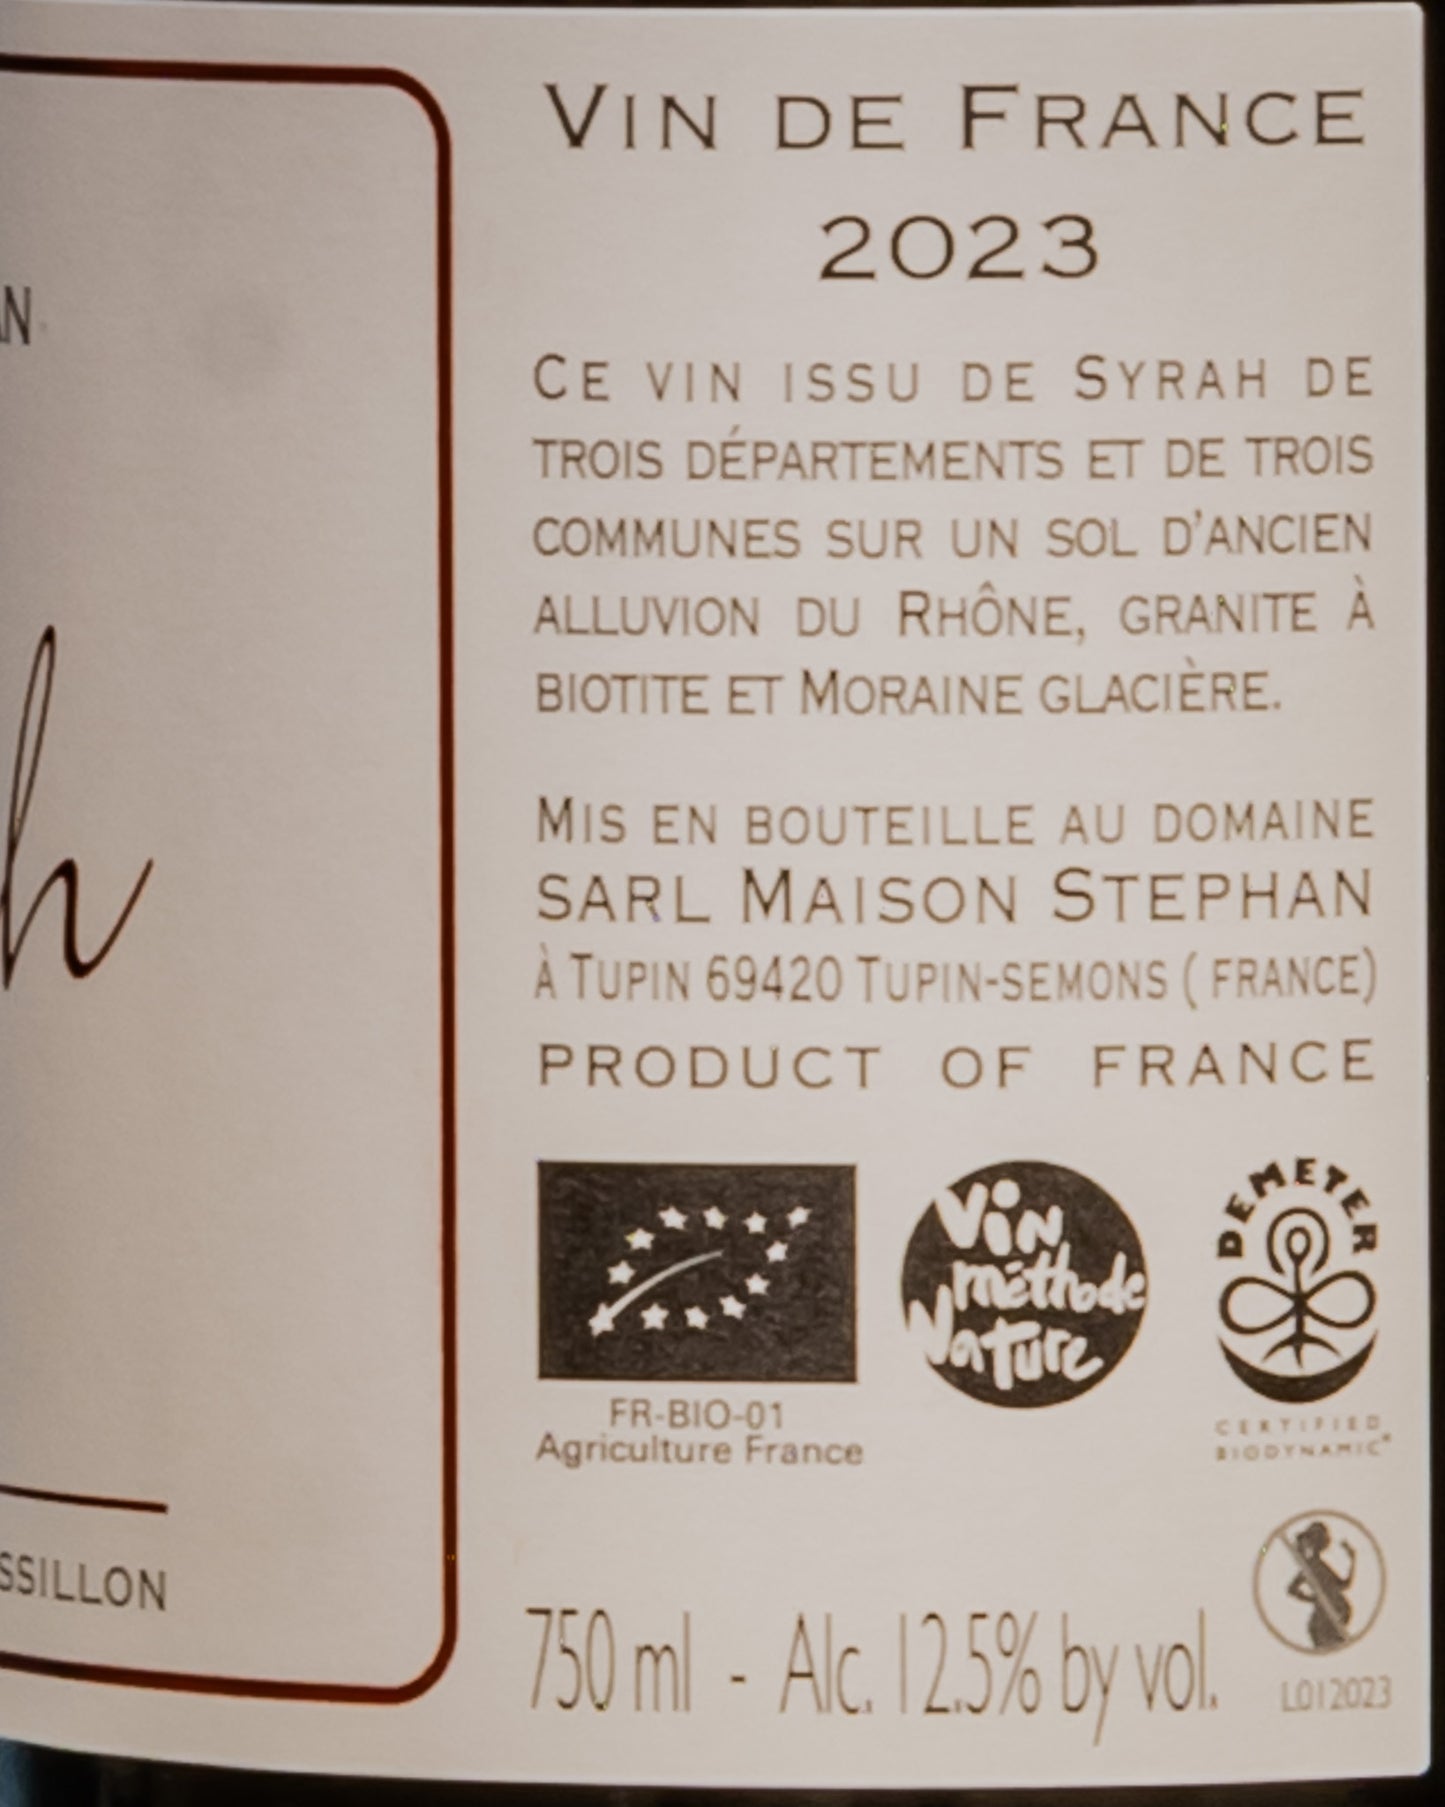 VIN DE FRANCE
2023
CE VIN ISSU DE SYRAH DE
TROIS DÉPARTEMENTS ET DE TROIS
COMMUNES SUR UN SOL D'ANCIEN
ALLUVION DU RHÔNE, GRANITE À
BIOTITE ET MORAINE GLACIÈRE.
MIS EN BOUTEILLE AU DOMAINE
SARL MAISON STEPHAN
À TUPIN 69420 TUPIN-SEMONS ( FRANCE)
PRODUCT OF FRANCE
Vin
méthode
Nature
DEMETER
CERTIFIED
BIODYNAMIC®
FR-BIO-01
Agriculture France
750 ml - Alc. 12.5% by vol.
L012023